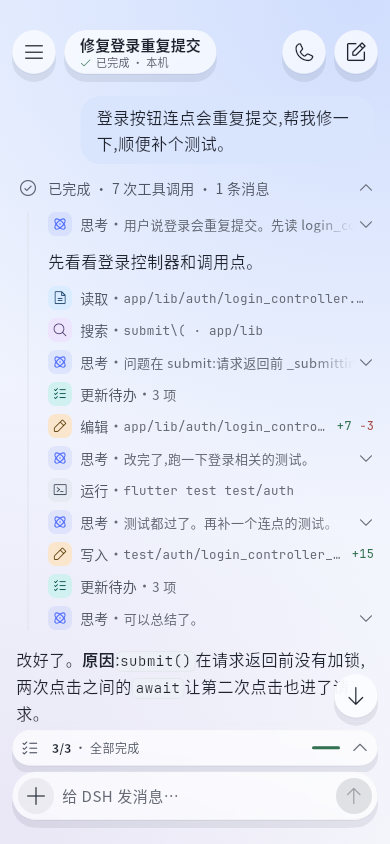 修复登录重复提交
已完成 · 本机
登录按钮连点会重复提交,帮我修一
下,顺便补个测试。
已完成 · 7 次工具调用 · 1 条消息
思考 · 用户说登录会重复提交。先读 login_c
先看看登录控制器和调用点。
读取 · app/lib/auth/login_controller.…
搜索 · submit\( · app/lib
思考 · 问题在 submit:请求返回前 _submittin
更新待办 · 3 项
编辑 · app/lib/auth/login_contro… +7 -3
思考 · 改完了,跑一下登录相关的测试。
运行 · flutter test test/auth
思考 · 测试都过了。再补一个连点的测试。
写入 · test/auth/login_controller_… +15
更新待办 · 3 项
思考 · 可以总结了。
改好了。原因:submit() 在请求返回前没有加锁,
两次点击之间的 await 让第二次点击也进了
求。
3/3 · 全部完成
给 DSH 发消息…